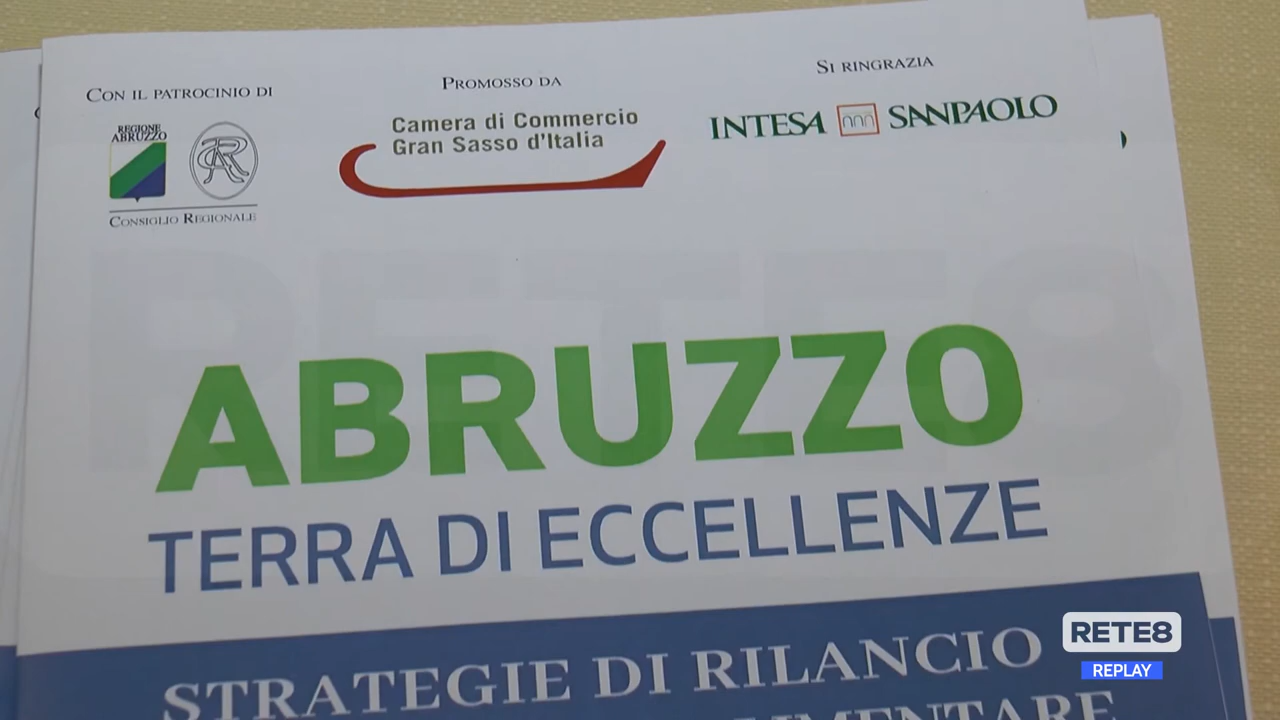 CON IL PATROCINIO DI
PROMOSSO DA
SI RINGRAZIA
REGIONE
ABRUZZO
CONSIGLIO REGIONALE
Camera di Commercio
Gran Sasso d'Italia
INTESA SANPAOLO
ABRUZZO
TERRA DI ECCELLENZE
STRATEGIE DI RILANCIO
RETE8
REPLAY